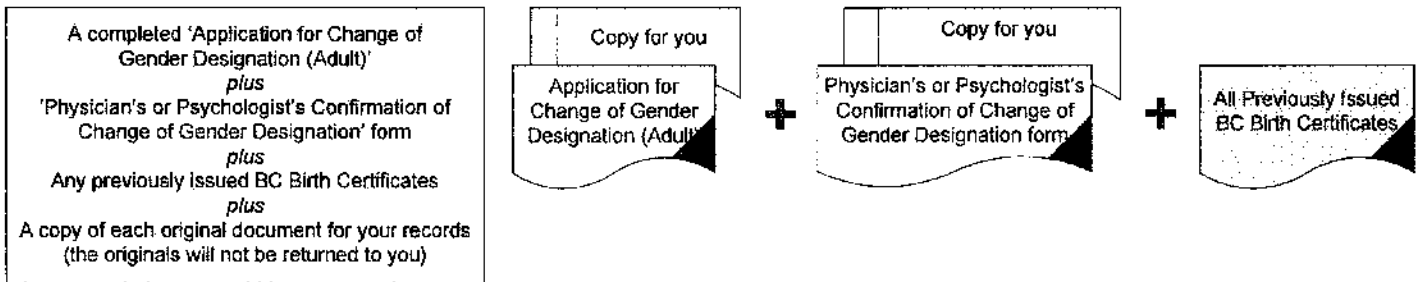 A completed 'Application for Change of
Gender Designation (Adult)'
plus
'Physician's or Psychologist's Confirmation of
Change of Gender Designation' form
plus
Any previously issued BC Birth Certificates
plus
A copy of each original document for your records
(the originals will not be returned to you)
Copy for you
Application for
Change of Gender
Designation (Adult)
+
Copy for you
Physician's or Psychologist's
Confirmation of Change of
Gender Designation form
+
All Previously Issued
BC Birth Certificates